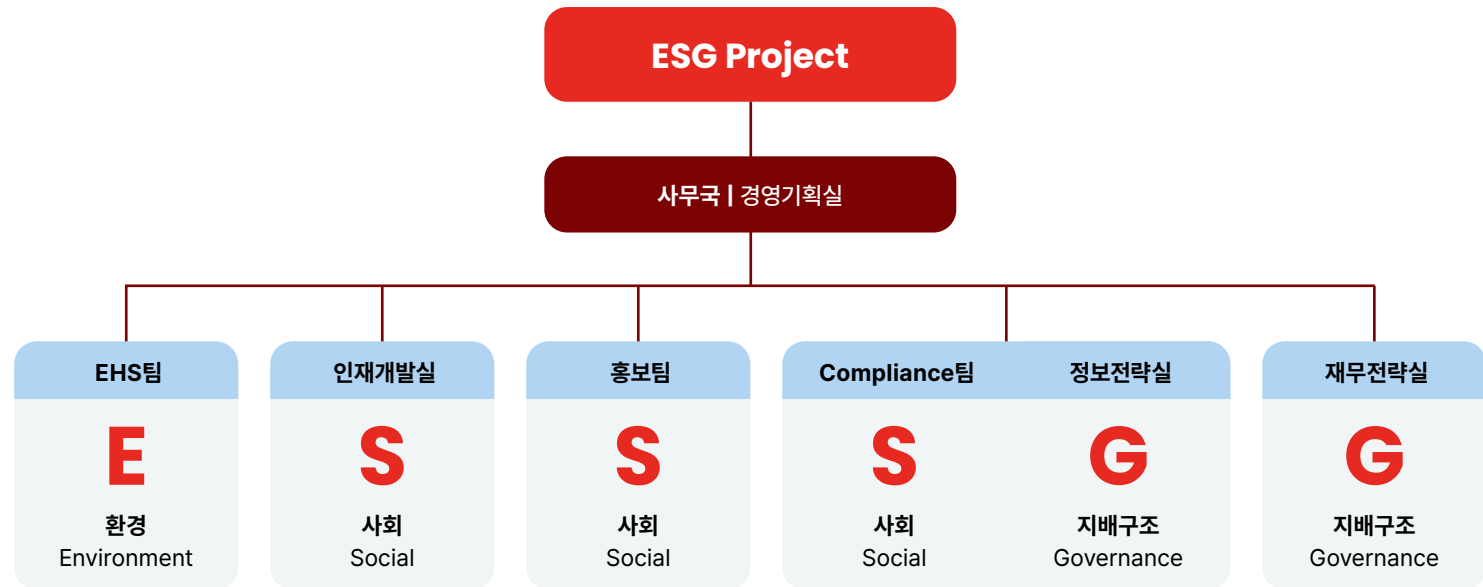 ESG Project
사무국 | 경영기획실
EHS팀
E
환경
Environment
인재개발실
S
사회
Social
홍보팀
S
사회
Social
Compliance팀
S
사회
Social
정보전략실
G
지배구조
Governance
재무전략실
G
지배구조
Governance